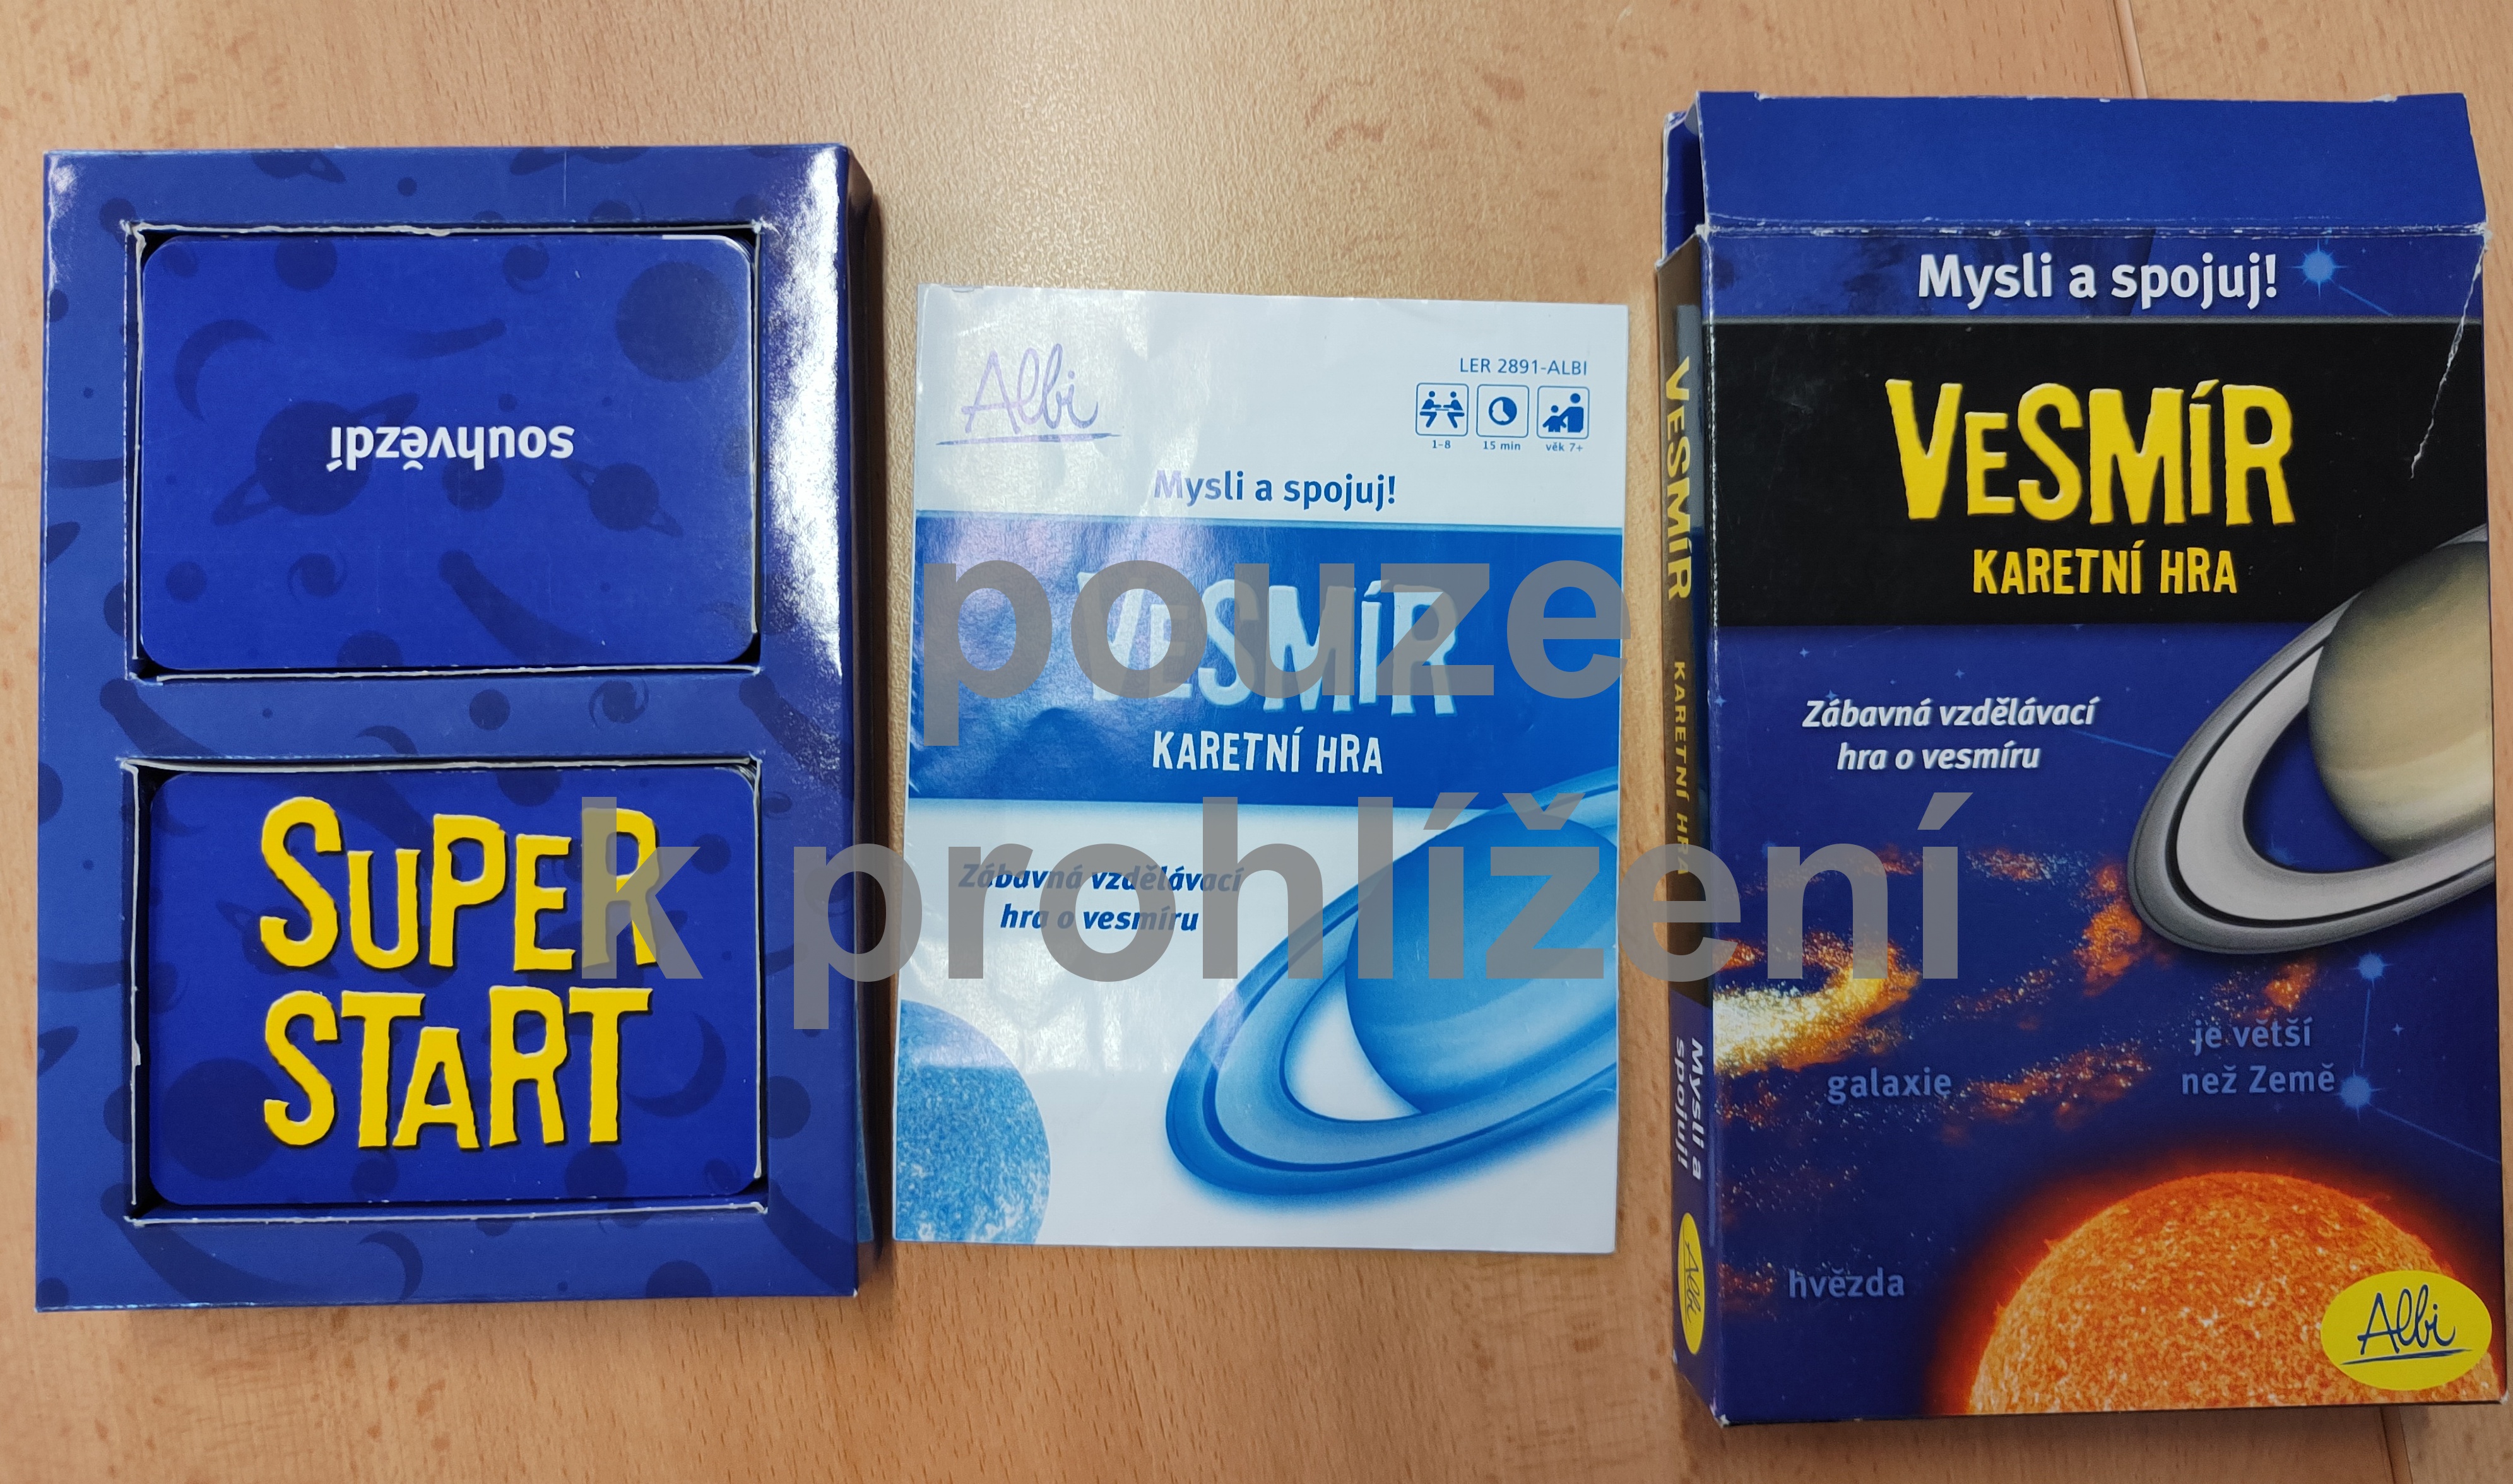 souhvězdí
SUPER
START
Albi
LER 2891-ALBI
1-8
15 min
věk 7+
Mysli a spojuj!
VESMÍR
KARETNÍ HRA
Zábavná vzdělávací
hra o vesmíru
VESMÍR KARETNÍ HRA
Mysli a
spojuj!
Albi
Mysli a spojuj!
VESMÍR
KARETNÍ HRA
Zábavná vzdělávací
hra o vesmíru
galaxie
je větší
než Země
hvězda
Albi
pouze
k prohlížení